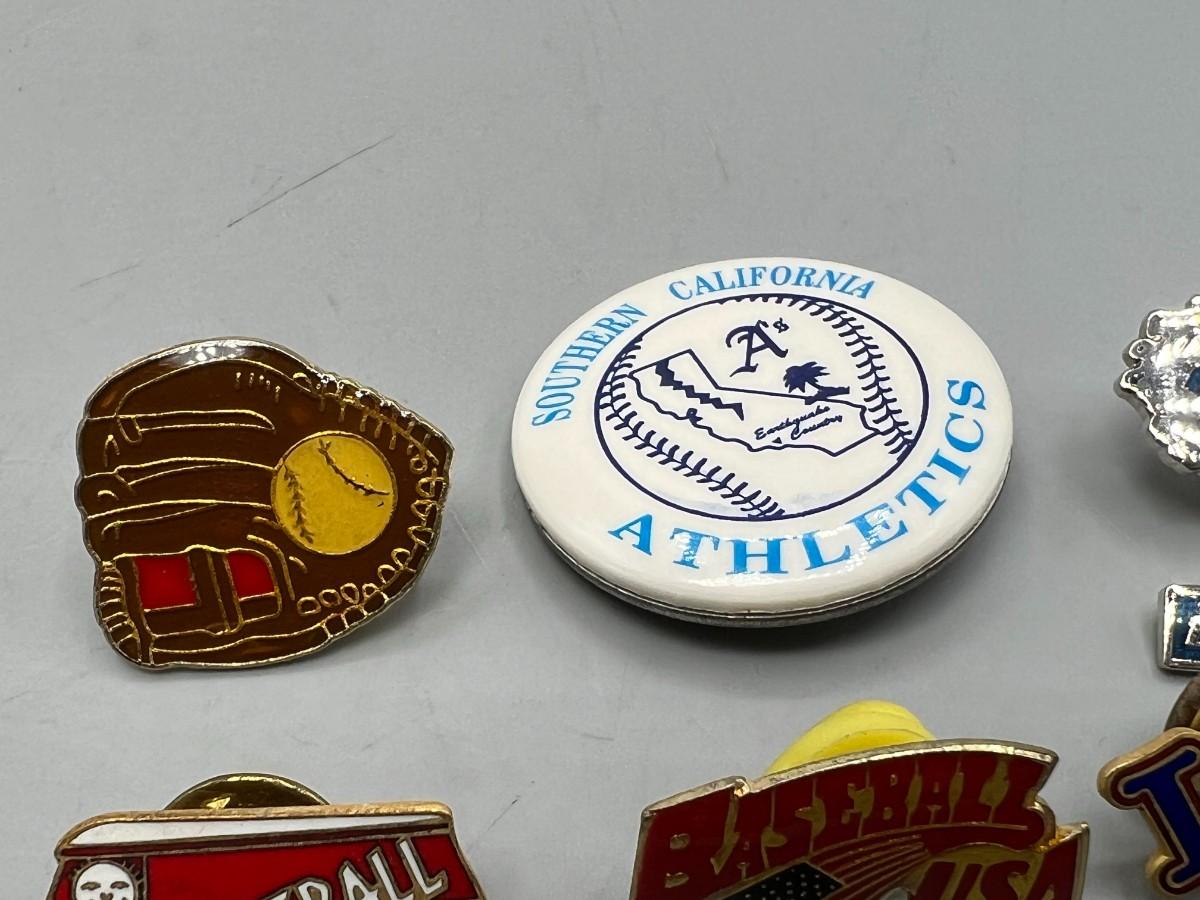 SOUTHERN CALIFORNIA
A's
Earthquake
Country
ATHLETICS
BASEBALL
USA